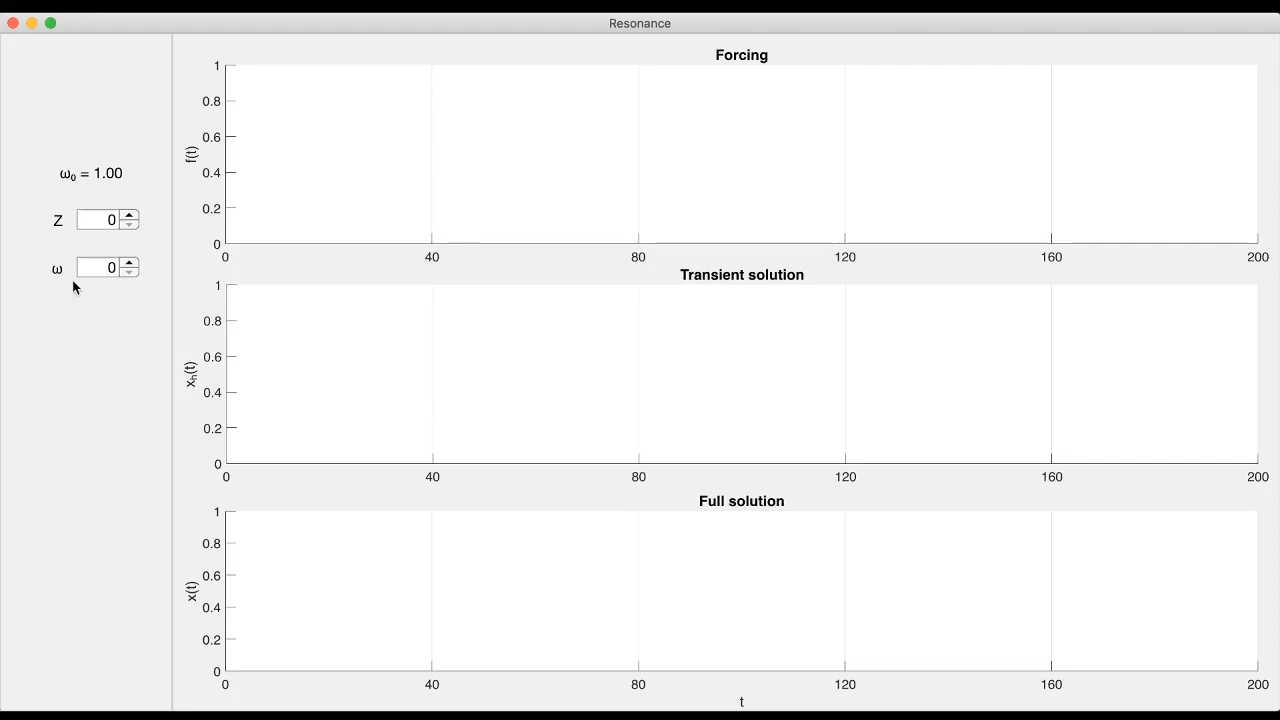 Resonance
ω₀ = 1.00
Z 0
ω 0
Forcing
f(t)
1
0.8
0.6
0.4
0.2
0
0 40 80 120 160 200
Transient solution
xₕ(t)
1
0.8
0.6
0.4
0.2
0
0 40 80 120 160 200
Full solution
x(t)
1
0.8
0.6
0.4
0.2
0
0 40 80 120 160 200
t